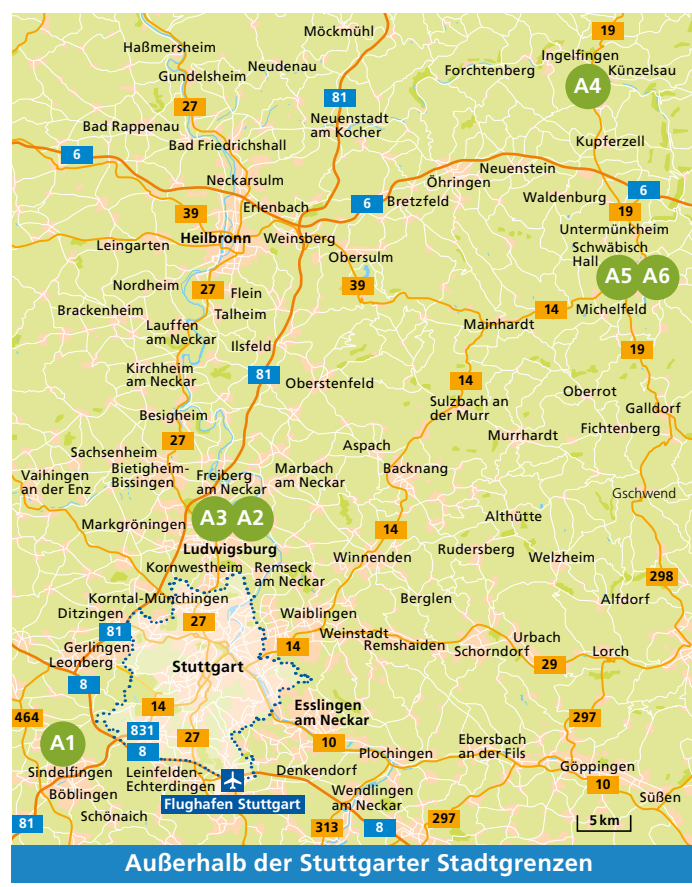 Möckmühl
19
Haßmersheim
Ingelfingen
Neudenau
Forchtenberg
Künzelsau
Gundelsheim
A4
81
27
Neuenstadt
am Kocher
Bad Rappenau
Kupferzell
Bad Friedrichshall
6
Neuenstein
Neckarsulm
Öhringen
6
Waldenburg
Bretzfeld
6
Erlenbach
39
19
Untermünkheim
Heilbronn
Weinsberg
Leingarten
Schwäbisch
Hall
Obersulm
A5
A6
Nordheim
39
27
Flein
Brackenheim
Talheim
14
Michelfeld
Lauffen
am Neckar
Mainhardt
Ilsfeld
19
Kirchheim
am Neckar
81
Oberstenfeld
14
Oberrot
Sulzbach an
der Murr
Galldorf
Besigheim
Fichtenberg
27
Murrhardt
Aspach
Sachsenheim
Vaihingen
an der Enz
Bietigheim-
Bissingen
Freiberg
am Neckar
Marbach
am Neckar
Backnang
Gschwend
A3
A2
Markgröningen
Althütte
14
Ludwigsburg
Rudersberg
Welzheim
Winnenden
Kornwestheim
Remseck
am Neckar
298
Korntal-Münchingen
Berglen
Alfdorf
Ditzingen
Waiblingen
27
81
Weinstadt
Urbach
Gerlingen
14
Remshaiden
Schorndorf
Lorch
Leonberg
Stuttgart
29
8
Esslingen
am Neckar
14
464
297
831
27
A1
10
Ebersbach
an der Fils
8
Plochingen
Göppingen
Sindelfingen
Leinfelden-
Echterdingen
Denkendorf
10
Böblingen
Flughafen Stuttgart
Wendlingen
am Neckar
Süßen
Schönaich
297
81
313
8
5 km
Außerhalb der Stuttgarter Stadtgrenzen